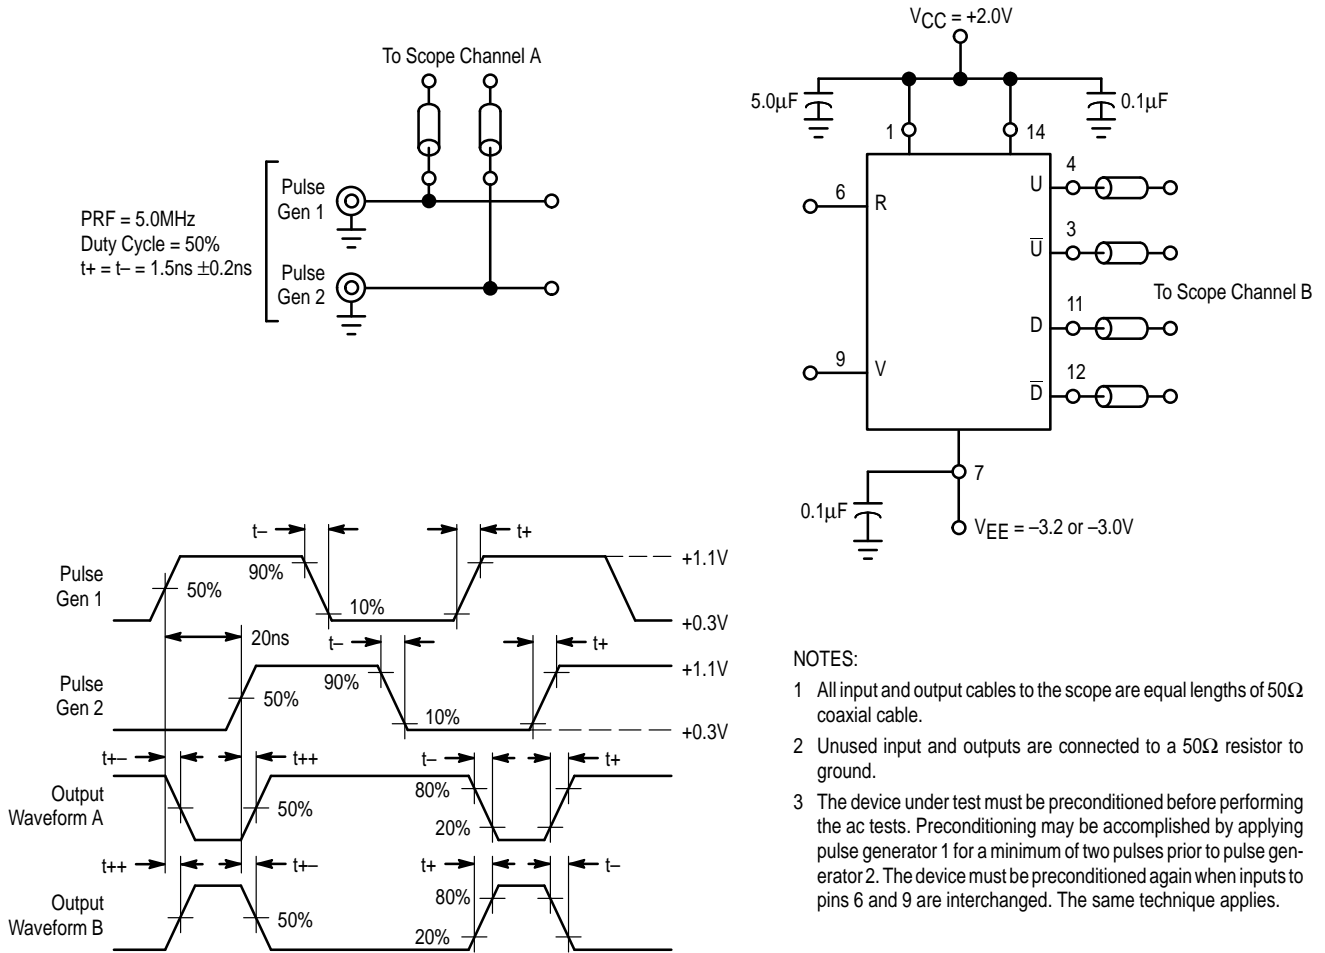 To Scope Channel A
PRF = 5.0MHz
Duty Cycle = 50%
t+ = t– = 1.5ns ±0.2ns
Pulse
Gen 1
Pulse
Gen 2
VCC = +2.0V
5.0µF
0.1µF
1
14
6
R
9
V
U
4
U̅
3
D
11
D̅
12
To Scope Channel B
7
0.1µF
VEE = –3.2 or –3.0V
Pulse
Gen 1
50%
t–
90%
10%
t+
+1.1V
+0.3V
20ns
Pulse
Gen 2
50%
t–
90%
10%
t+
+1.1V
+0.3V
Output
Waveform A
t+–
t++
50%
t–
80%
20%
t+
Output
Waveform B
t++
t+–
50%
t+
80%
20%
t–
NOTES:
1 All input and output cables to the scope are equal lengths of 50Ω
coaxial cable.
2 Unused input and outputs are connected to a 50Ω resistor to
ground.
3 The device under test must be preconditioned before performing
the ac tests. Preconditioning may be accomplished by applying
pulse generator 1 for a minimum of two pulses prior to pulse gen-
erator 2. The device must be preconditioned again when inputs to
pins 6 and 9 are interchanged. The same technique applies.